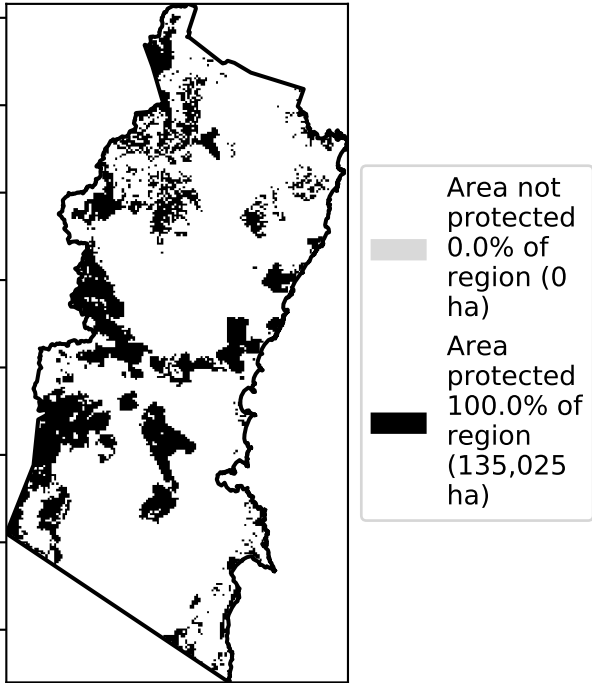 Area not
protected
0.0% of
region (0
ha)
Area
protected
100.0% of
region
(135,025
ha)